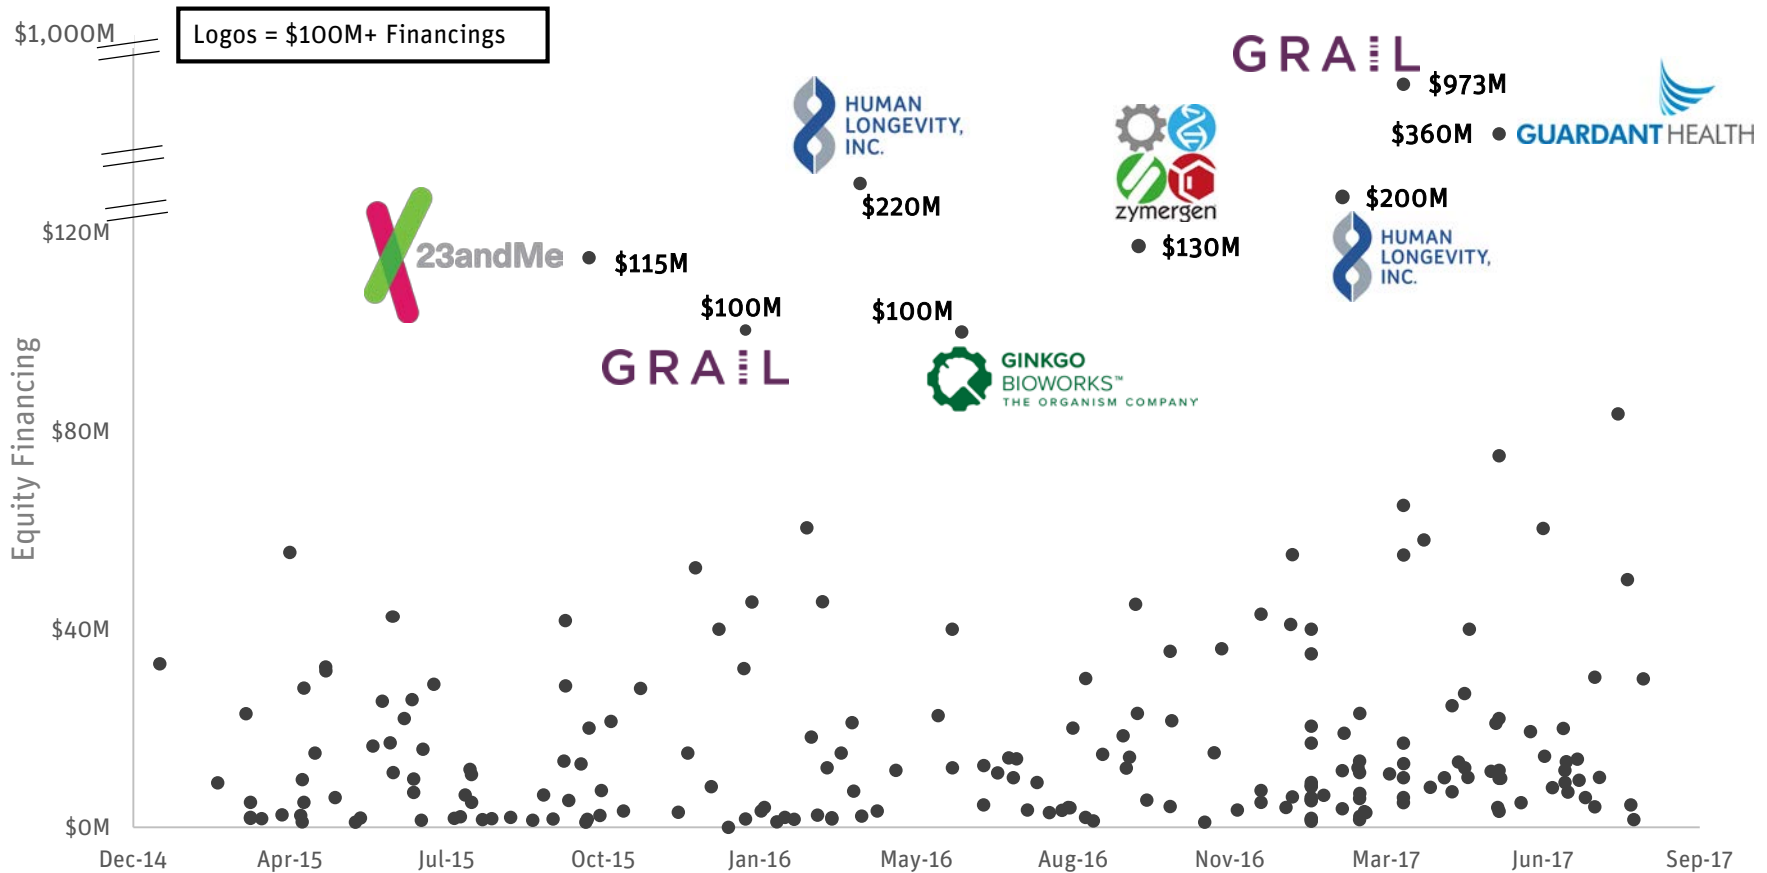 $1,000M
Logos = $100M+ Financings
GRAIL
$973M
HUMAN
LONGEVITY,
INC.
$360M
GUARDANT HEALTH
$220M
zymergen
$200M
$120M
23andMe
$115M
$130M
HUMAN
LONGEVITY,
INC.
$100M
$100M
GRAIL
GINKGO
BIOWORKS™
THE ORGANISM COMPANY
Equity Financing
$80M
$40M
$0M
Dec-14 Apr-15 Jul-15 Oct-15 Jan-16 May-16 Aug-16 Nov-16 Mar-17 Jun-17 Sep-17